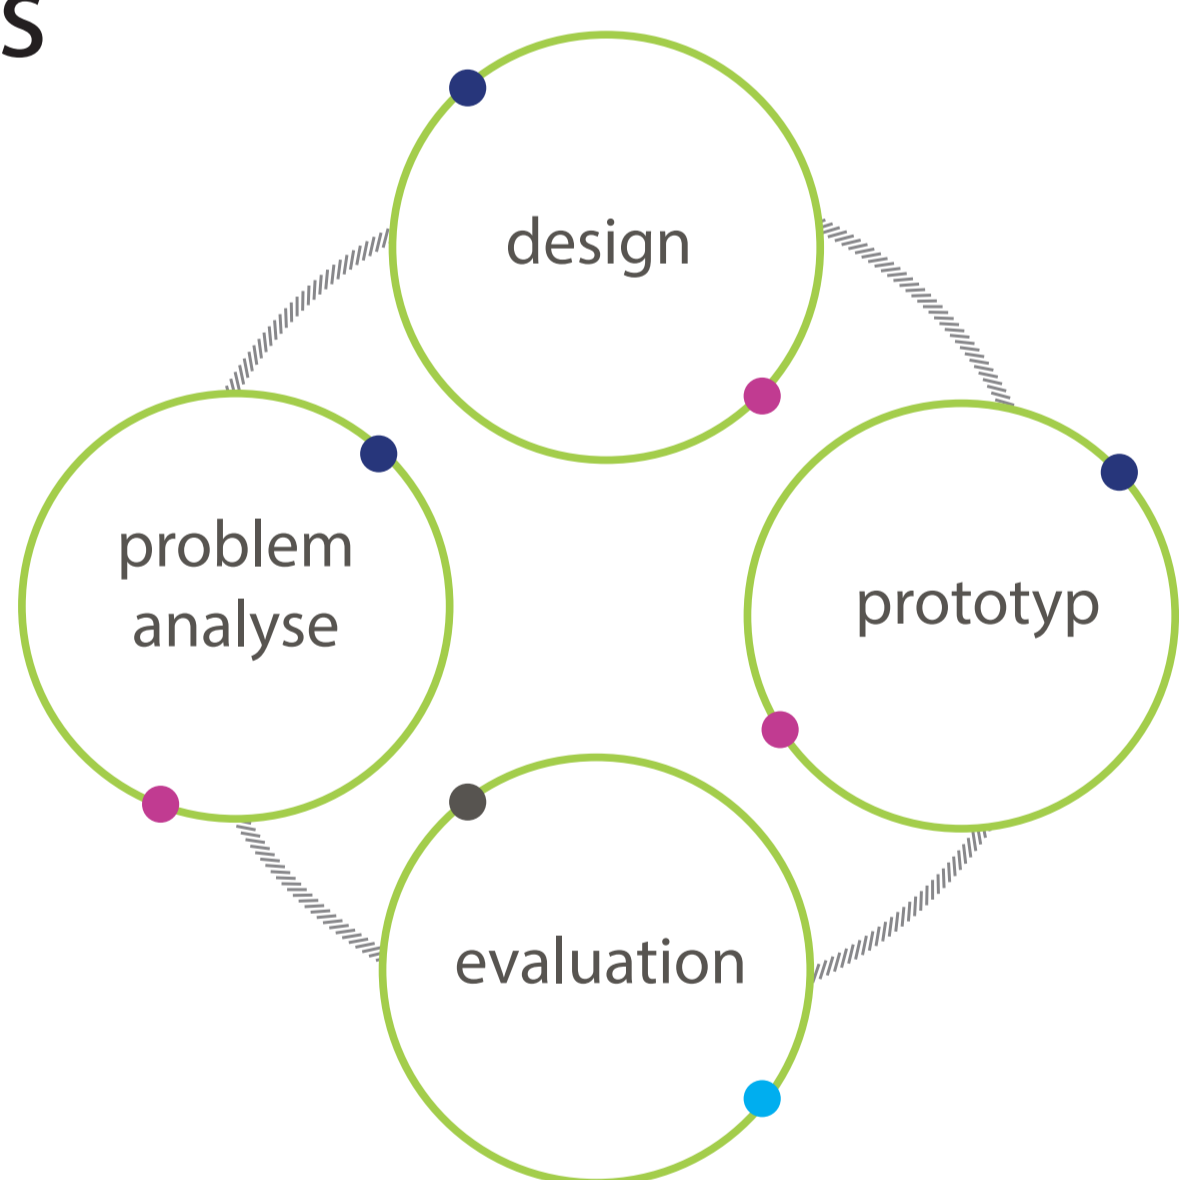 s
design
problem
analyse
prototyp
evaluation